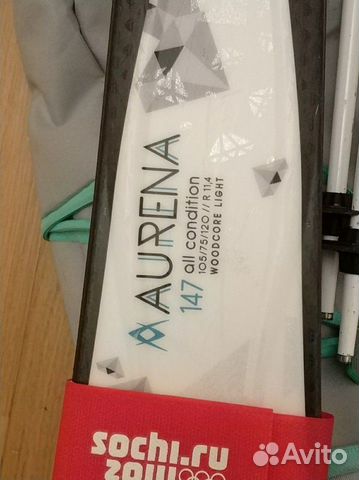 AURENA
147 all condition
105/75/120 // R 11,4
WOODCORE LIGHT
sochi.ru
2014
Avito